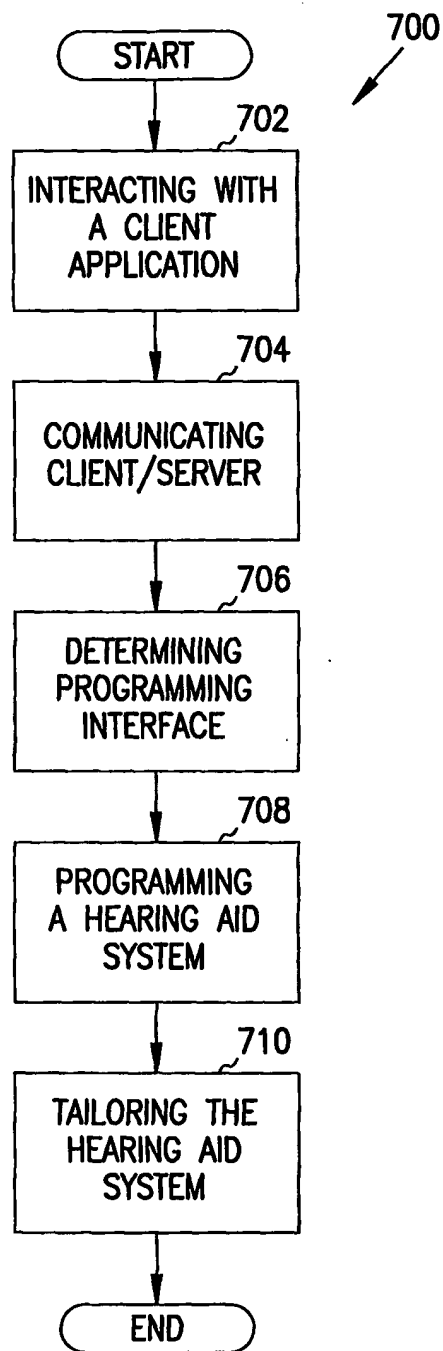 700
START
702
INTERACTING WITH
A CLIENT
APPLICATION
704
COMMUNICATING
CLIENT/SERVER
706
DETERMINING
PROGRAMMING
INTERFACE
708
PROGRAMMING
A HEARING AID
SYSTEM
710
TAILORING THE
HEARING AID
SYSTEM
END